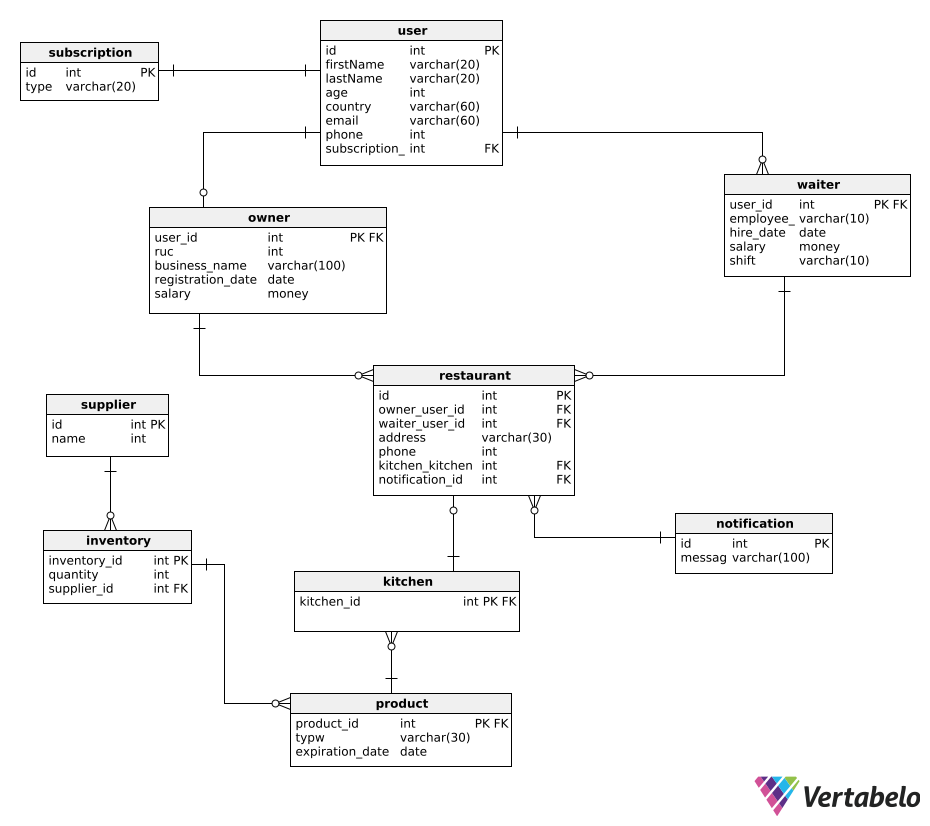 user
id int PK
firstName varchar(20)
lastName varchar(20)
age int
country varchar(60)
email varchar(60)
phone int
subscription_ int FK
subscription
id int PK
type varchar(20)
waiter
user_id int PK FK
employee_ varchar(10)
hire_date date
salary money
shift varchar(10)
owner
user_id int PK FK
ruc int
business_name varchar(100)
registration_date date
salary money
restaurant
id int PK
owner_user_id int FK
waiter_user_id int FK
address varchar(30)
phone int
kitchen_kitchen int FK
notification_id int FK
supplier
id int PK
name int
inventory
inventory_id int PK
quantity int
supplier_id int FK
notification
id int PK
messag varchar(100)
kitchen
kitchen_id int PK FK
product
product_id int PK FK
typw varchar(30)
expiration_date date
Vertabelo